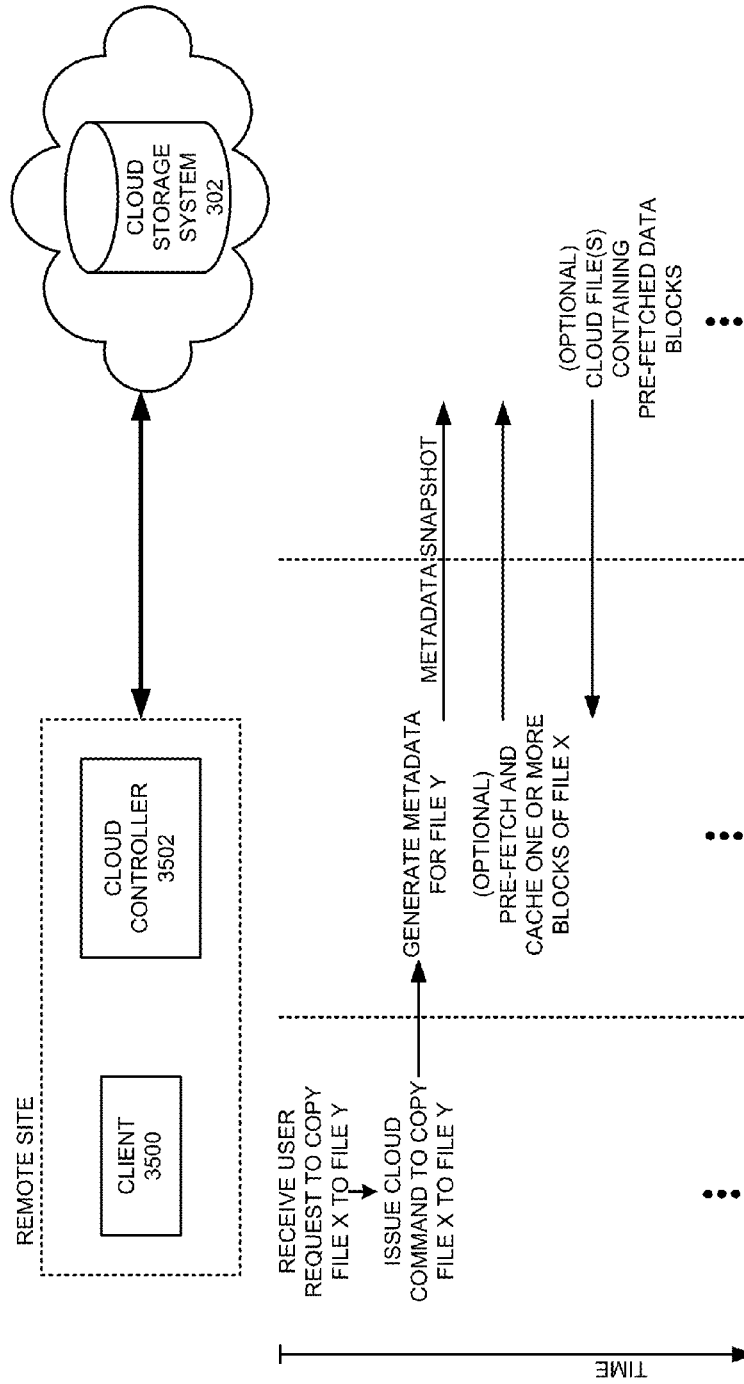 REMOTE SITE
CLIENT
3500
CLOUD
CONTROLLER
3502
CLOUD
STORAGE
SYSTEM
302
TIME
RECEIVE USER
REQUEST TO COPY
FILE X TO FILE Y
ISSUE CLOUD
COMMAND TO COPY
FILE X TO FILE Y
GENERATE METADATA
FOR FILE Y
METADATA SNAPSHOT
(OPTIONAL)
PRE-FETCH AND
CACHE ONE OR MORE
BLOCKS OF FILE X
(OPTIONAL)
CLOUD FILE(S)
CONTAINING
PRE-FETCHED DATA
BLOCKS